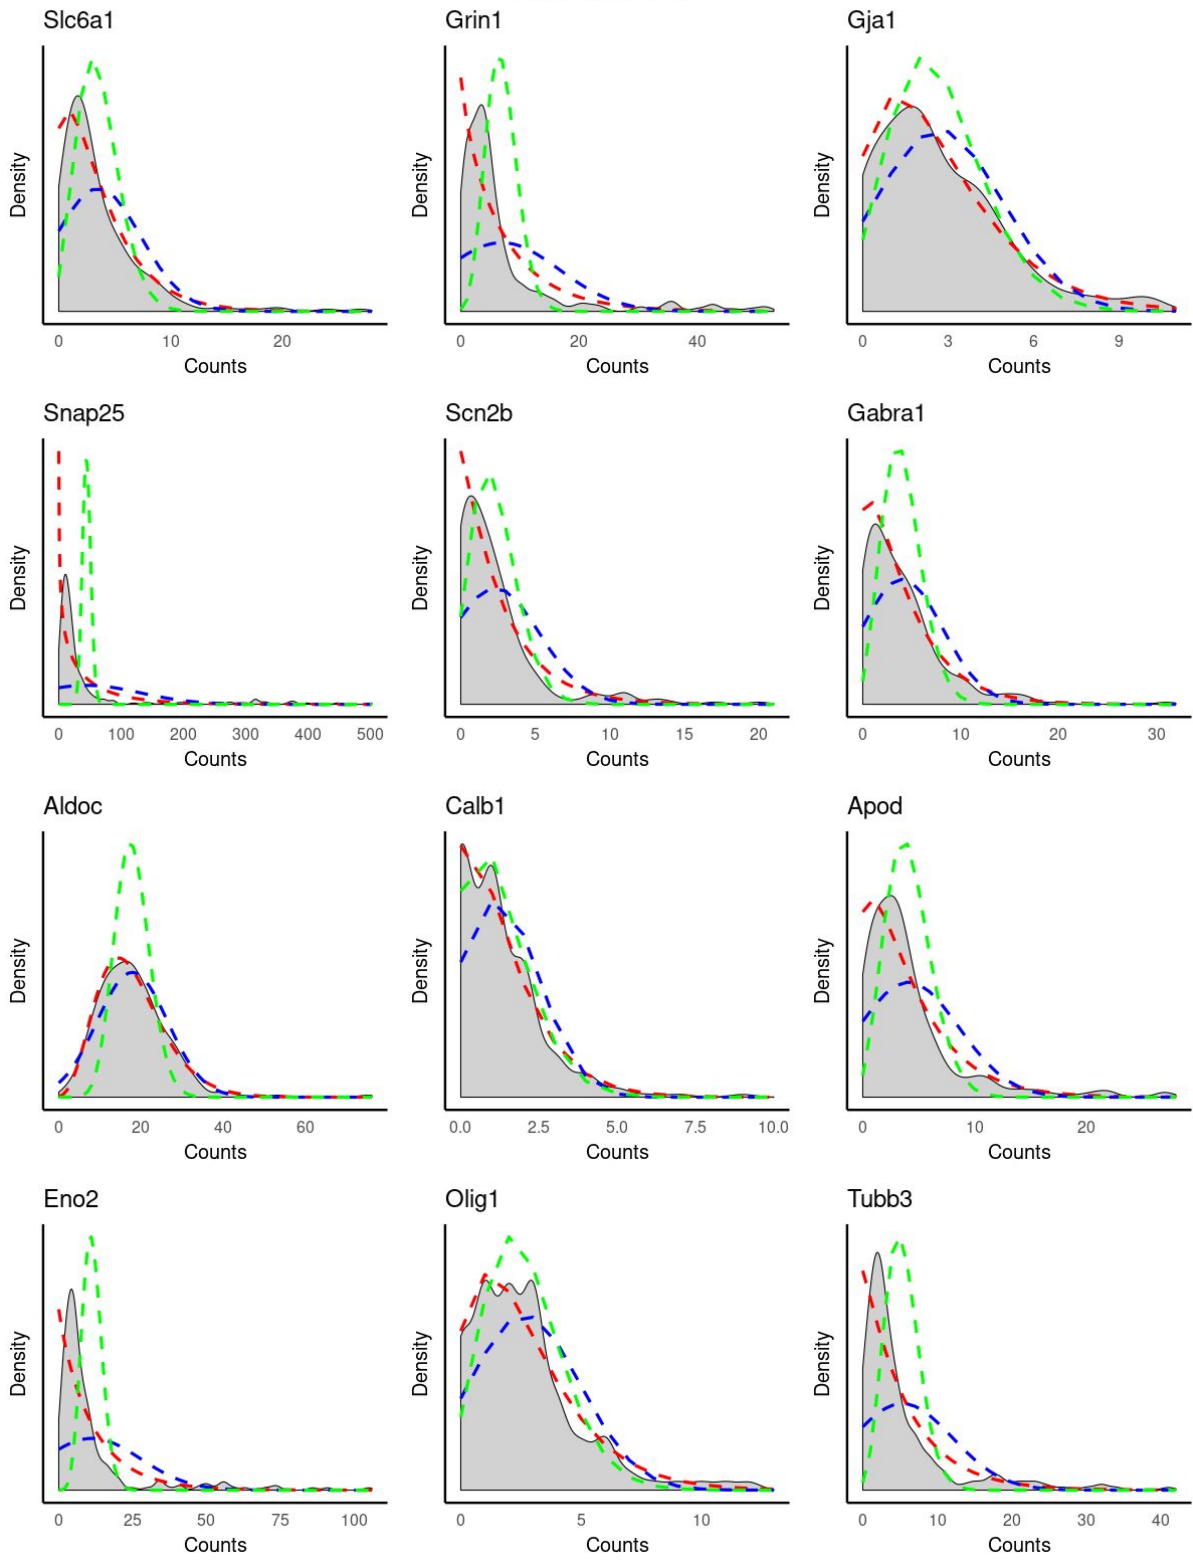 Slc6a1 Grin1 Gja1
Density Density Density
0 10 20 0 20 40 0 3 6 9
Counts Counts Counts
Snap25 Scn2b Gabra1
Density Density Density
0 100 200 300 400 500 0 5 10 15 20 0 10 20 30
Counts Counts Counts
Aldoc Calb1 Apod
Density Density Density
0 20 40 60 0.0 2.5 5.0 7.5 10.0 0 10 20
Counts Counts Counts
Eno2 Olig1 Tubb3
Density Density Density
0 25 50 75 100 0 5 10 0 10 20 30 40
Counts Counts Counts